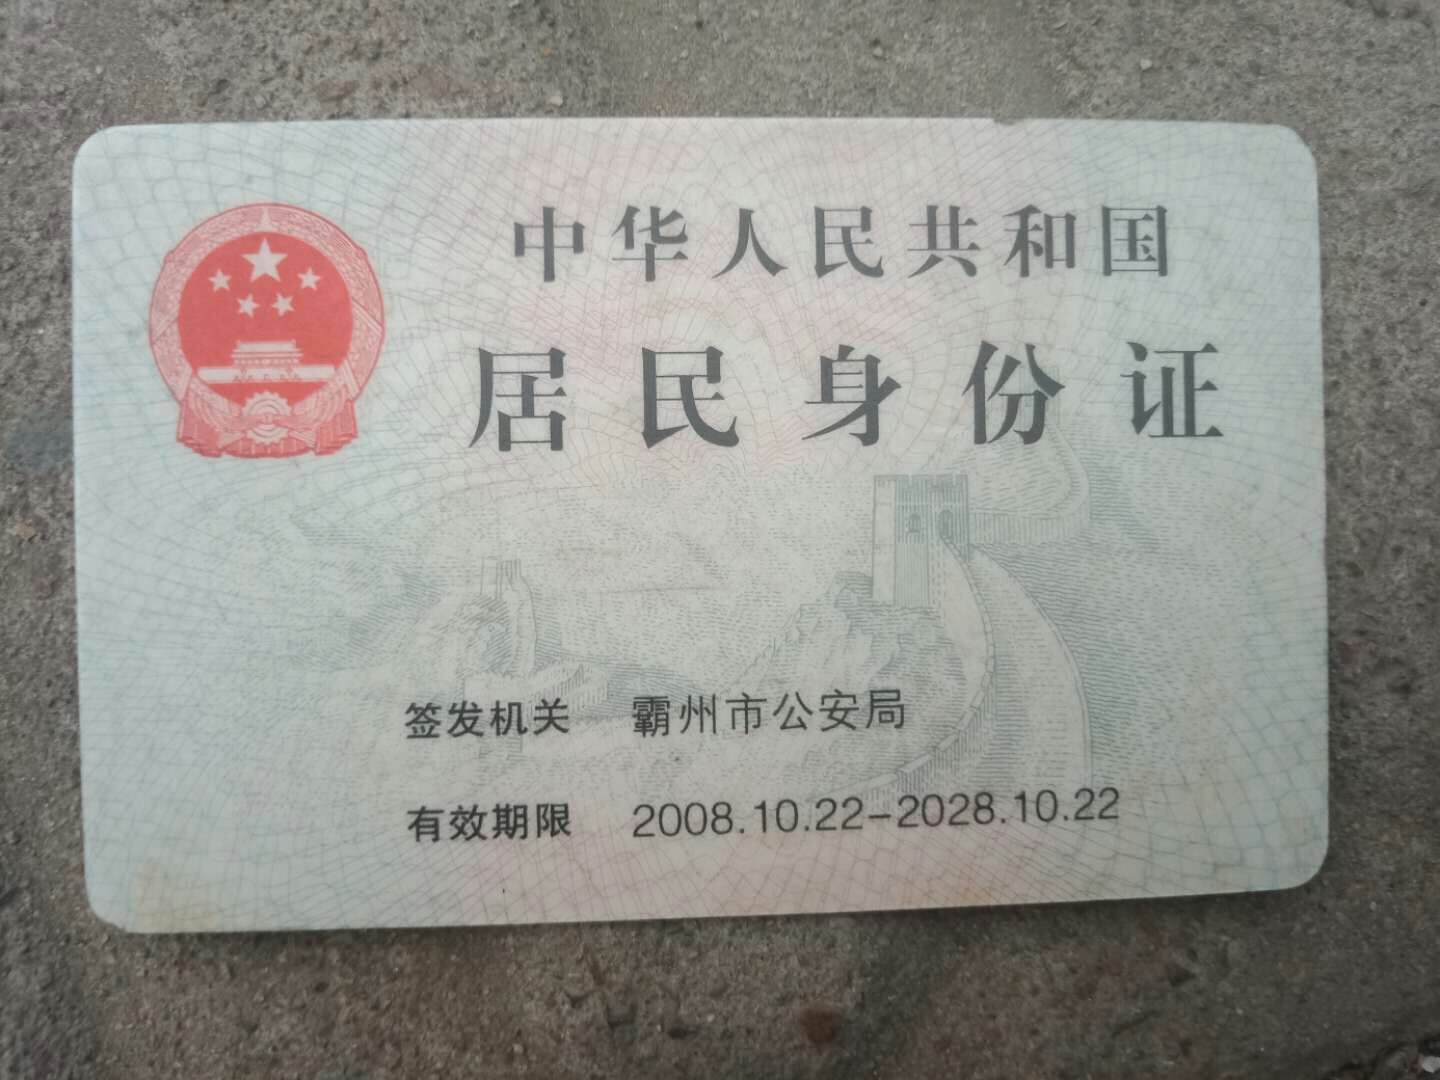 中华人民共和国
居民身份证
签发机关 霸州市公安局
有效期限 2008.10.22-2028.10.22